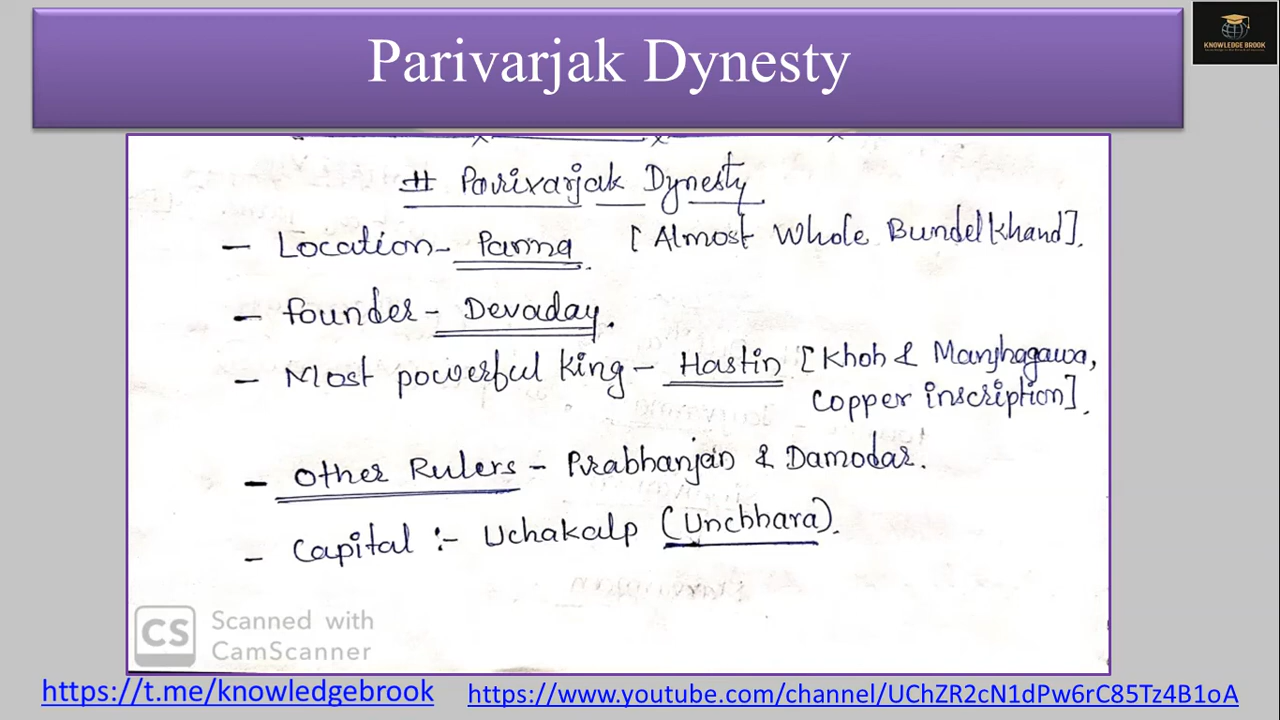 Parivarjak Dynesty
KNOWLEDGE BROOK
# Parivarjak Dynesty
- Location- Panna [Almost Whole Bundelkhand].
- founder - Devaday.
- Most powerful King - Hastin [Khoh & Manjhagawa,
Copper inscription].
- Other Rulers - Prabhanjan & Damodar.
- Capital :- Uchakalp (Unchhara).
CS Scanned with
CamScanner
https://t.me/knowledgebrook
https://www.youtube.com/channel/UChZR2cN1dPw6rC85Tz4B1oA